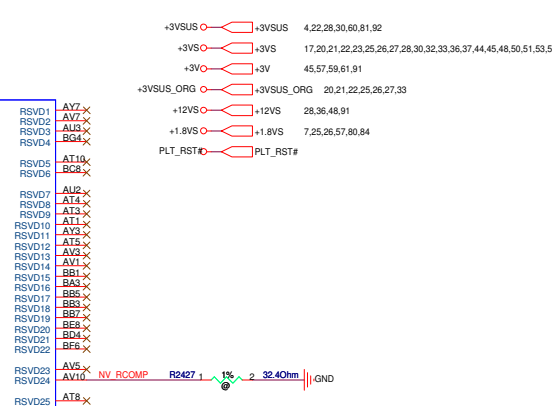 +3VSUS +3VSUS 4,22,28,30,60,81,92
+3VS +3VS 17,20,21,22,23,25,26,27,28,30,32,33,36,37,44,45,48,50,51,53,5
+3V +3V 45,57,59,61,91
+3VSUS_ORG +3VSUS_ORG 20,21,22,25,26,27,33
+12VS +12VS 28,36,48,91
+1.8VS +1.8VS 7,25,26,57,80,84
PLT_RST# PLT_RST#
RSVD1 AY7
RSVD2 AV7
RSVD3 AU3
RSVD4 BG4
RSVD5 AT10
RSVD6 BC8
RSVD7 AU2
RSVD8 AT4
RSVD9 AT3
RSVD10 AT1
RSVD11 AY3
RSVD12 AT5
RSVD13 AV3
RSVD14 AV1
RSVD15 BB1
RSVD16 BA3
RSVD17 BB5
RSVD18 BB3
RSVD19 BB7
RSVD20 BE8
RSVD21 BD4
RSVD22 BF6
RSVD23 AV5
RSVD24 AV10 NV_RCOMP R2427 1 1% 2 32.4Ohm GND
@
RSVD25 AT8